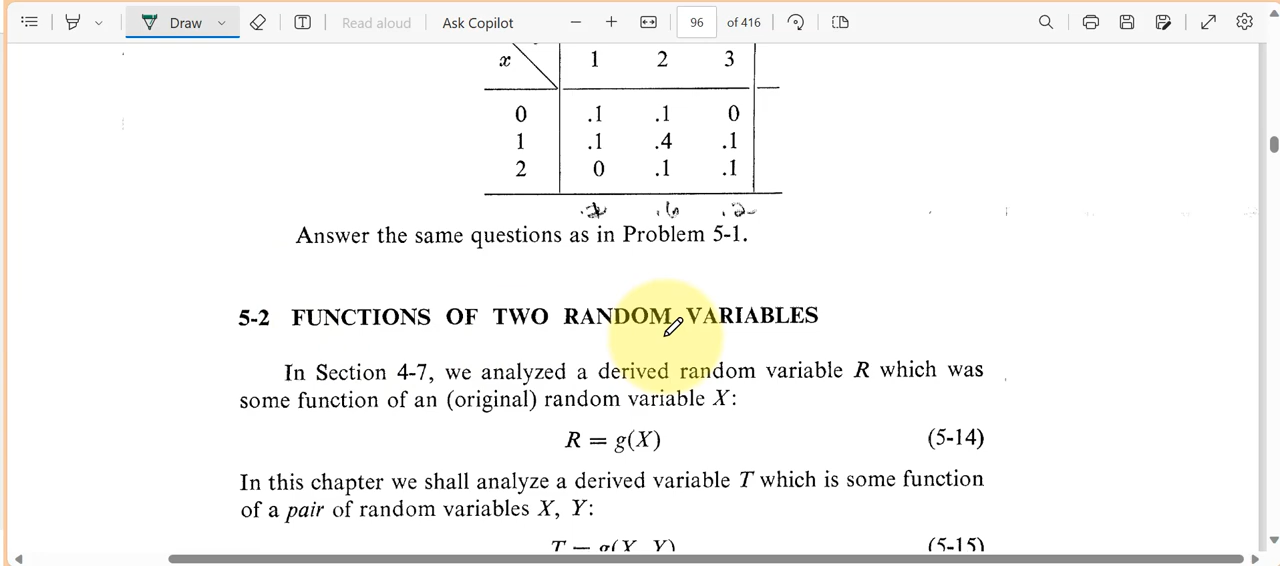 Draw
Read aloud
Ask Copilot
96
of 416
x 1 2 3
0 .1 .1 0
1 .1 .4 .1
2 0 .1 .1
.6 .2
Answer the same questions as in Problem 5-1.
5-2 FUNCTIONS OF TWO RANDOM VARIABLES
In Section 4-7, we analyzed a derived random variable R which was
some function of an (original) random variable X:
R = g(X) (5-14)
In this chapter we shall analyze a derived variable T which is some function
of a pair of random variables X, Y:
T = g(X, Y) (5-15)